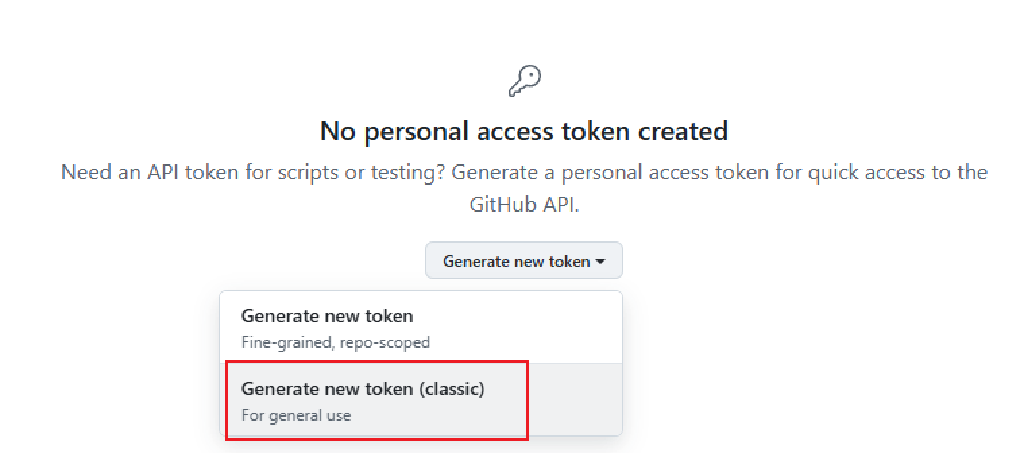 No personal access token created
Need an API token for scripts or testing? Generate a personal access token for quick access to the
GitHub API.
Generate new token
Generate new token
Fine-grained, repo-scoped
Generate new token (classic)
For general use